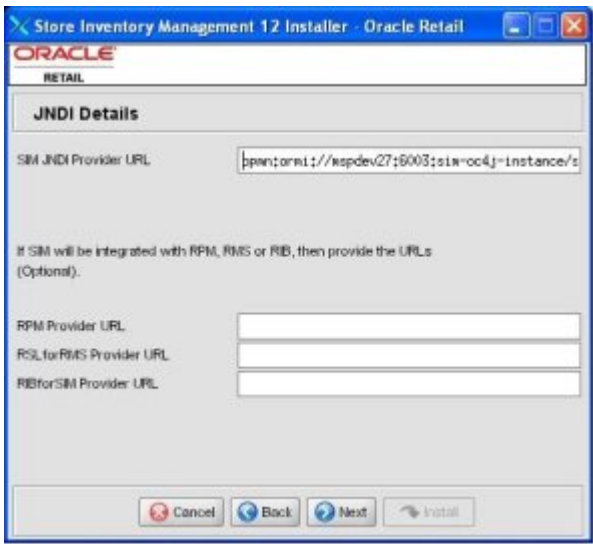 Store Inventory Management 12 Installer - Oracle Retail
ORACLE
RETAIL
JNDI Details
SIM JNDI Provider URL
opmn:ormi://mspdev27:6003:sim-oc4j-instance/s
If SIM will be integrated with RPM, RMS or RIB, then provide the URLs
(Optional).
RPM Provider URL
RSLforRMS Provider URL
RIBforSIM Provider URL
Cancel Back Next Install